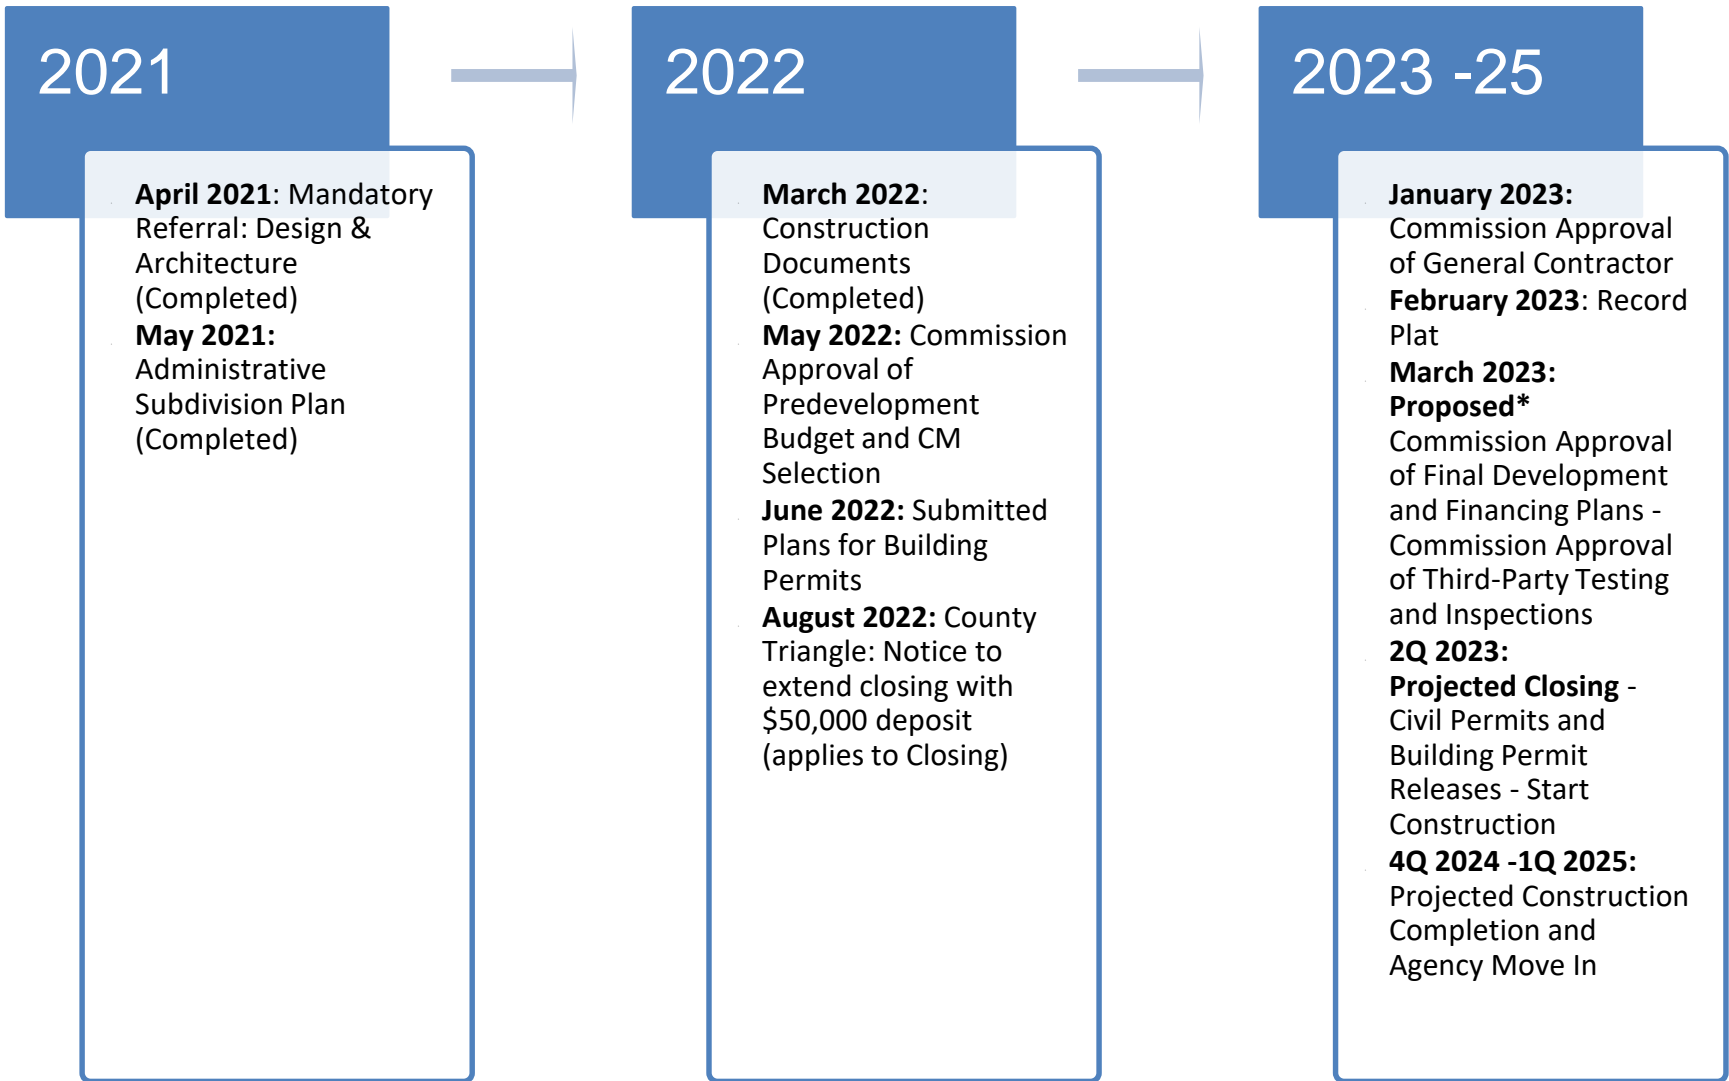 2021
April 2021: Mandatory
Referral: Design &
Architecture
(Completed)
May 2021:
Administrative
Subdivision Plan
(Completed)
2022
March 2022:
Construction
Documents
(Completed)
May 2022: Commission
Approval of
Predevelopment
Budget and CM
Selection
June 2022: Submitted
Plans for Building
Permits
August 2022: County
Triangle: Notice to
extend closing with
$50,000 deposit
(applies to Closing)
2023 -25
January 2023:
Commission Approval
of General Contractor
February 2023: Record
Plat
March 2023:
Proposed*
Commission Approval
of Final Development
and Financing Plans -
Commission Approval
of Third-Party Testing
and Inspections
2Q 2023:
Projected Closing -
Civil Permits and
Building Permit
Releases - Start
Construction
4Q 2024 -1Q 2025:
Projected Construction
Completion and
Agency Move In